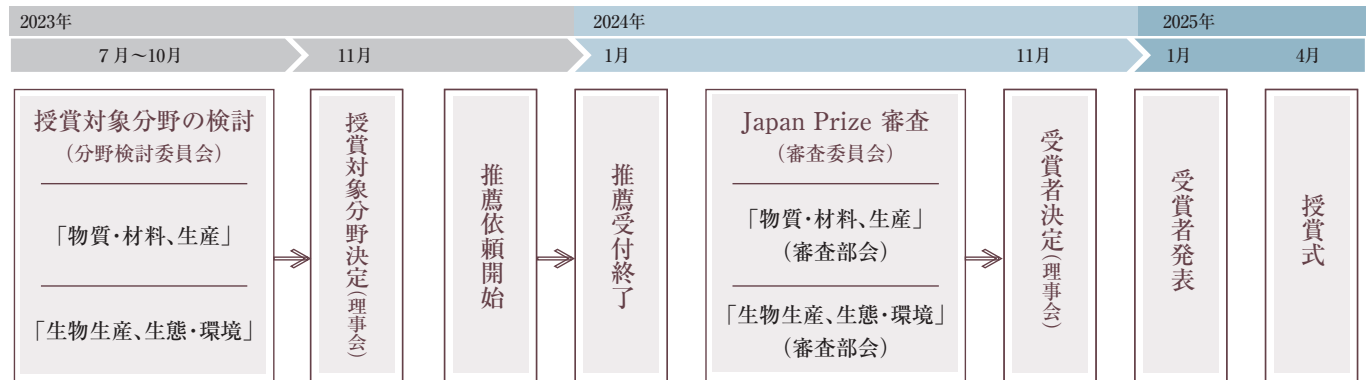 2023年
2024年
2025年
7月～10月
11月
1月
11月
1月
4月
授賞対象分野の検討
（分野検討委員会）
「物質・材料、生産」
「生物生産、生態・環境」
授賞対象分野決定（理事会）
推薦依頼開始
推薦受付終了
Japan Prize 審査
（審査委員会）
「物質・材料、生産」
（審査部会）
「生物生産、生態・環境」
（審査部会）
受賞者決定（理事会）
受賞者発表
授賞式